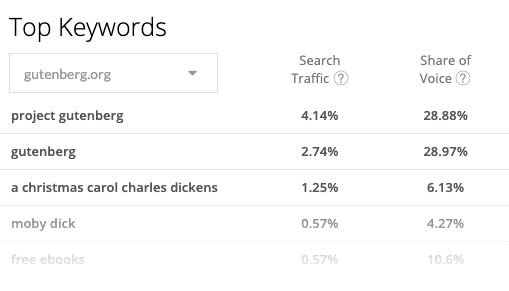 Top Keywords
gutenberg.org
Search Traffic ?
Share of Voice ?
project gutenberg 4.14% 28.88%
gutenberg 2.74% 28.97%
a christmas carol charles dickens 1.25% 6.13%
moby dick 0.57% 4.27%
free ebooks 0.57% 10.6%